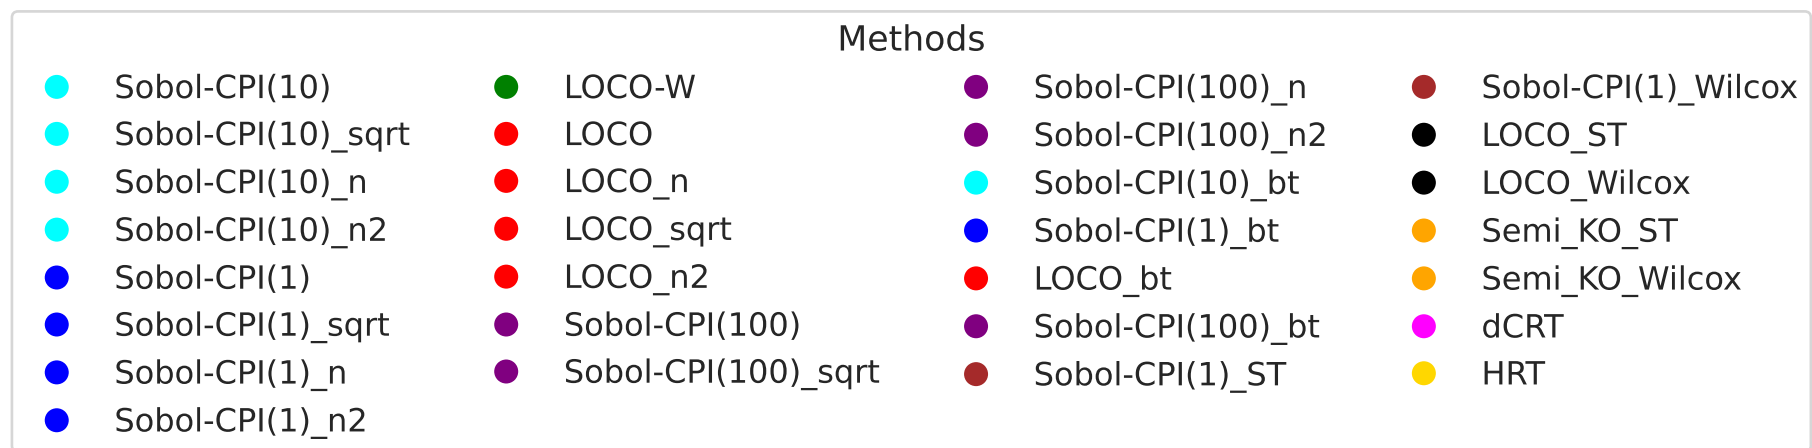 Methods
Sobol-CPI(10)
Sobol-CPI(10)_sqrt
Sobol-CPI(10)_n
Sobol-CPI(10)_n2
Sobol-CPI(1)
Sobol-CPI(1)_sqrt
Sobol-CPI(1)_n
Sobol-CPI(1)_n2
LOCO-W
LOCO
LOCO_n
LOCO_sqrt
LOCO_n2
Sobol-CPI(100)
Sobol-CPI(100)_sqrt
Sobol-CPI(100)_n
Sobol-CPI(100)_n2
Sobol-CPI(10)_bt
Sobol-CPI(1)_bt
LOCO_bt
Sobol-CPI(100)_bt
Sobol-CPI(1)_ST
Sobol-CPI(1)_Wilcox
LOCO_ST
LOCO_Wilcox
Semi_KO_ST
Semi_KO_Wilcox
dCRT
HRT